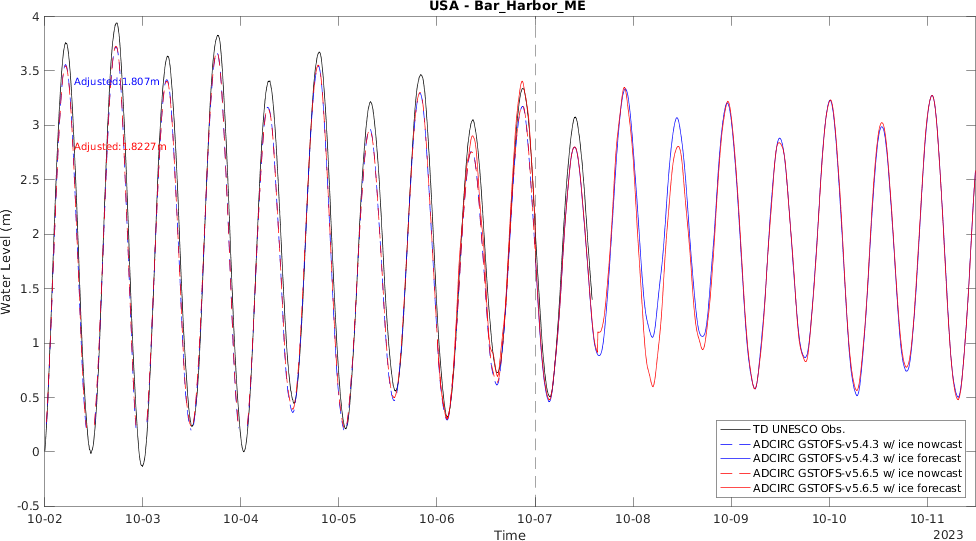 USA - Bar_Harbor_ME
4
3.5
3
2.5
2
1.5
1
0.5
0
-0.5
Water Level (m)
Adjusted:1.807m
Adjusted:1.8227m
TD UNESCO Obs.
ADCIRC GSTOFS-v5.4.3 w/ ice nowcast
ADCIRC GSTOFS-v5.4.3 w/ ice forecast
ADCIRC GSTOFS-v5.6.5 w/ ice nowcast
ADCIRC GSTOFS-v5.6.5 w/ ice forecast
10-02 10-03 10-04 10-05 10-06 10-07 10-08 10-09 10-10 10-11
Time
2023